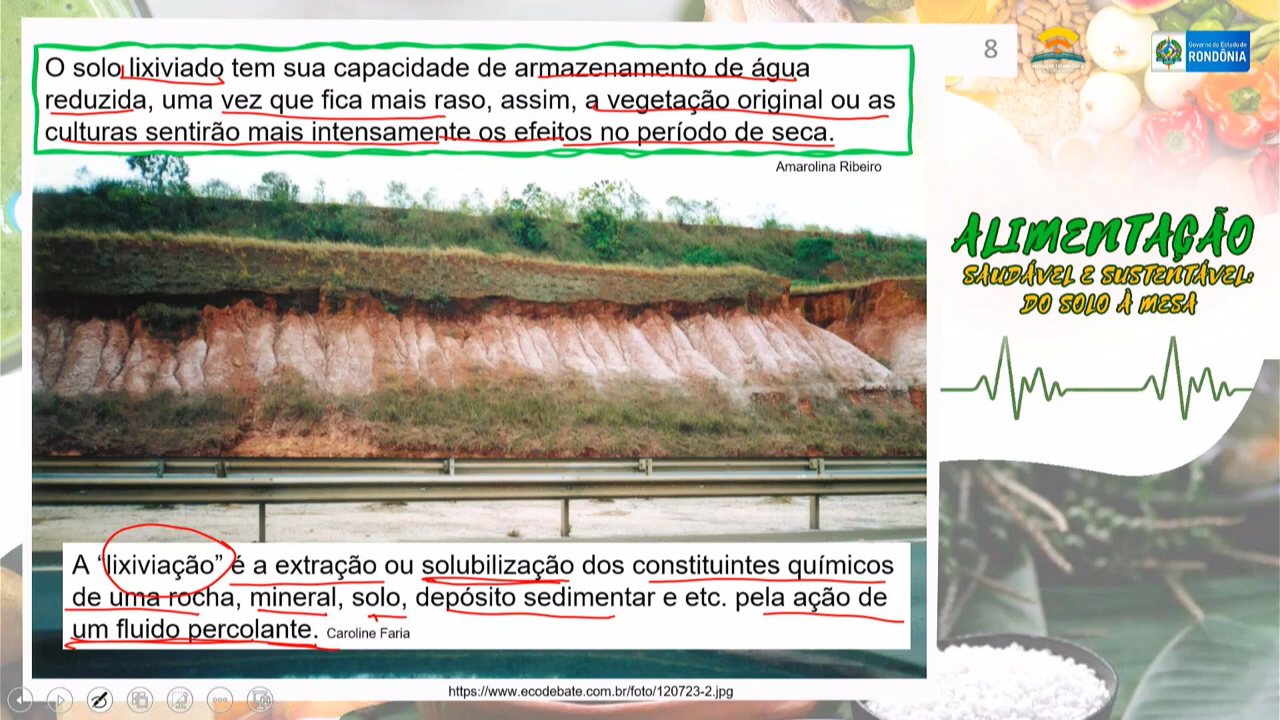 O solo lixiviado tem sua capacidade de armazenamento de água
reduzida, uma vez que fica mais raso, assim, a vegetação original ou as
culturas sentirão mais intensamente os efeitos no período de seca.
Amarolina Ribeiro
8
Governo do Estado de
RONDÔNIA
ALIMENTAÇÃO
SAUDÁVEL E SUSTENTÁVEL:
DO SOLO À MESA
A “lixiviação” é a extração ou solubilização dos constituintes químicos
de uma rocha, mineral, solo, depósito sedimentar e etc. pela ação de
um fluido percolante. Caroline Faria
https://www.ecodebate.com.br/foto/120723-2.jpg